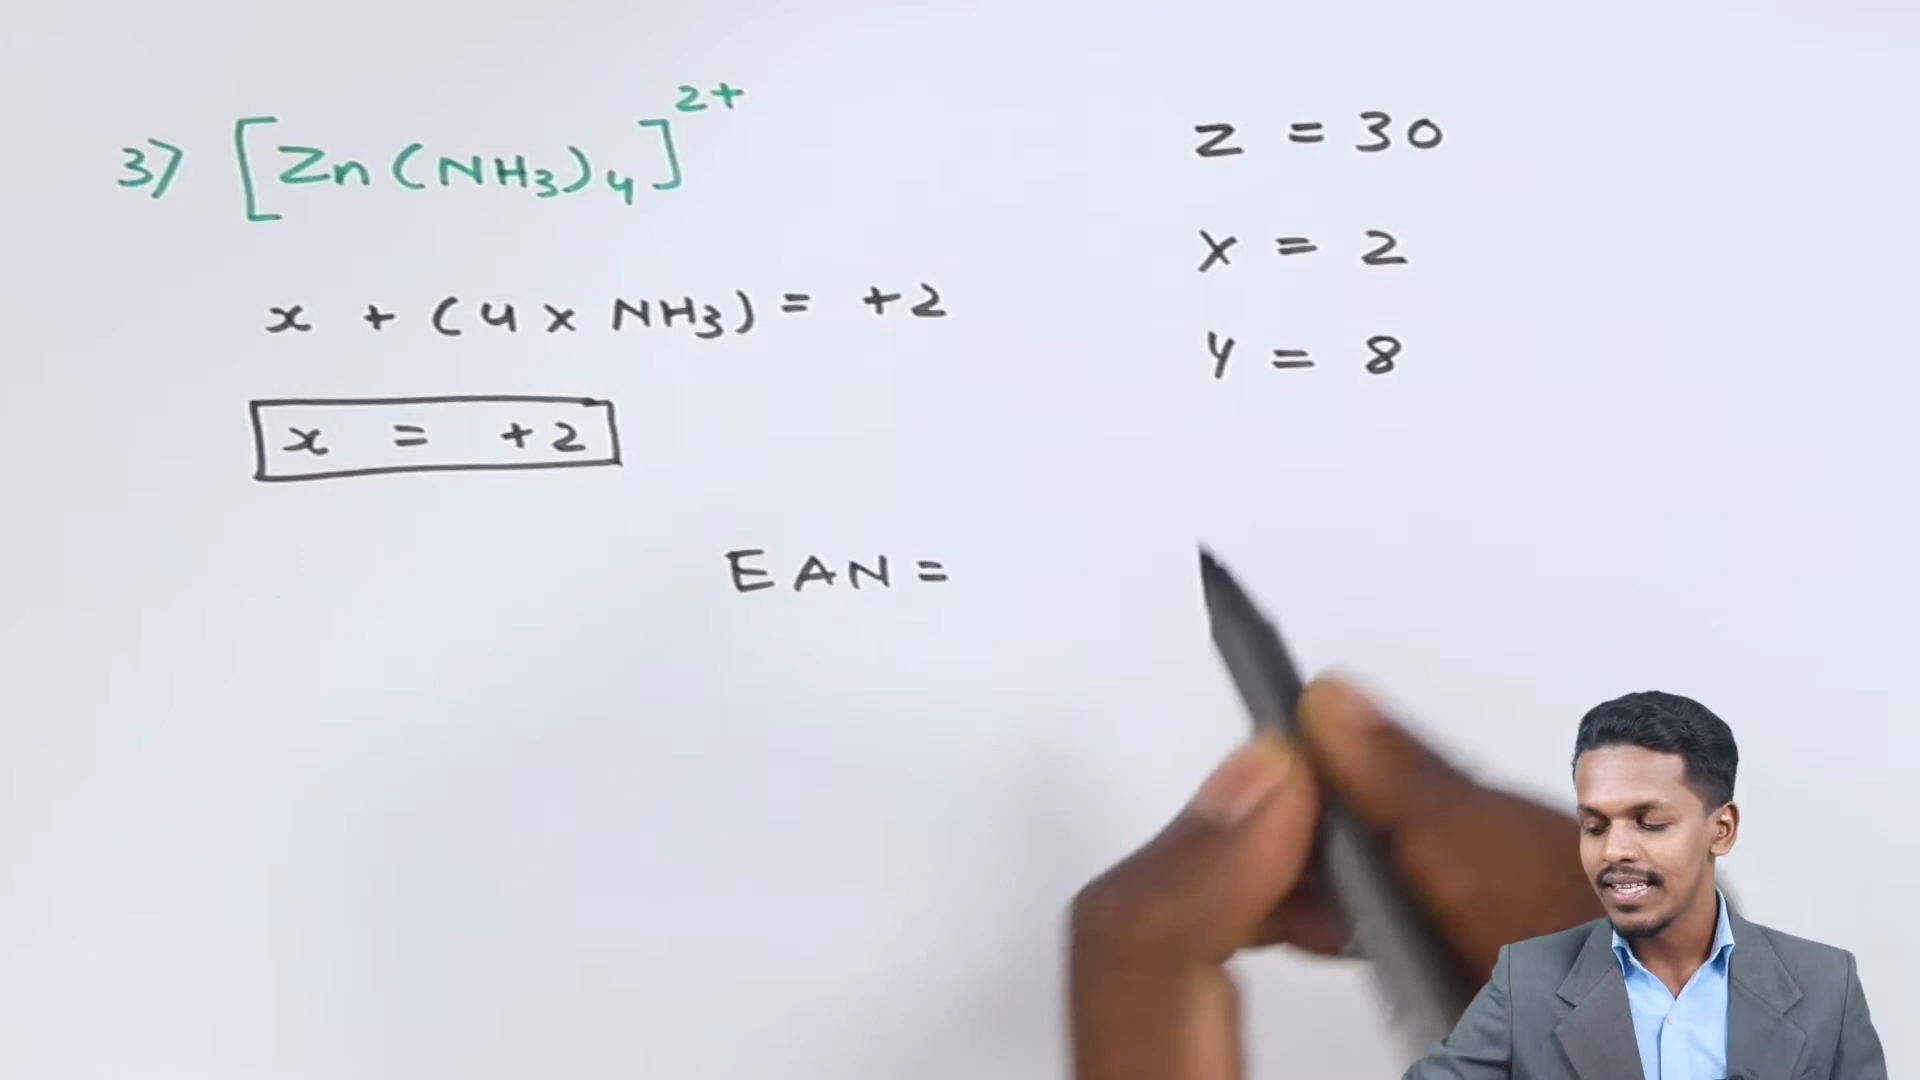 3) [Zn(NH₃)₄]²⁺
x + (4 x NH₃) = +2
x = +2
Z = 30
X = 2
Y = 8
EAN =